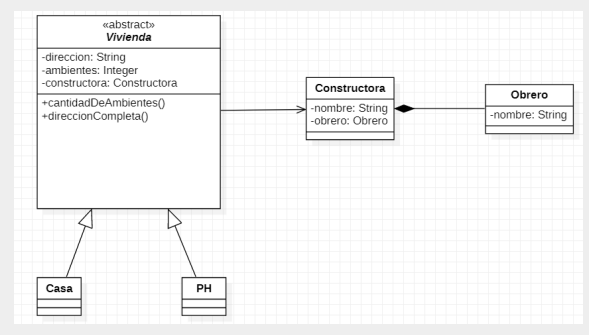 «abstract»
Vivienda
-direccion: String
-ambientes: Integer
-constructora: Constructora
+cantidadDeAmbientes()
+direccionCompleta()
Constructora
-nombre: String
-obrero: Obrero
Obrero
-nombre: String
Casa
PH